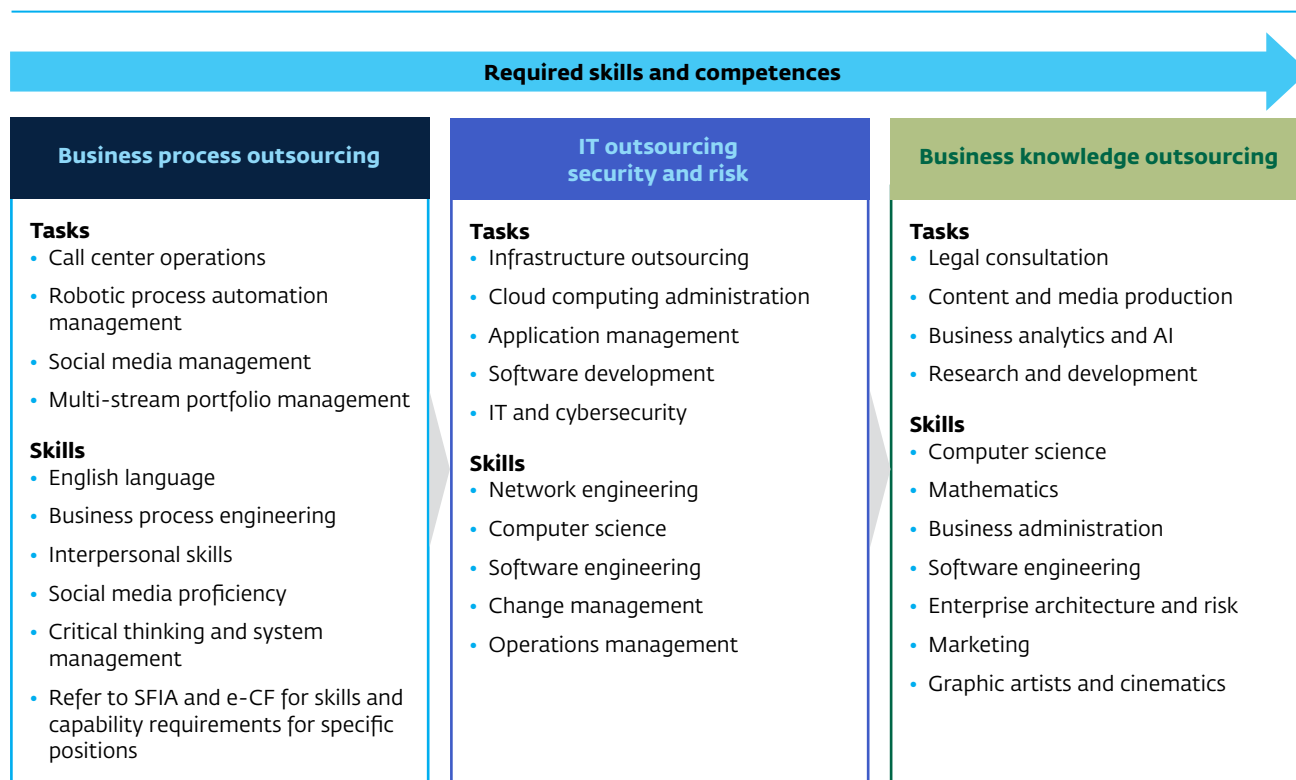 Required skills and competences
Business process outsourcing
Tasks
• Call center operations
• Robotic process automation
management
• Social media management
• Multi-stream portfolio management
Skills
• English language
• Business process engineering
• Interpersonal skills
• Social media proficiency
• Critical thinking and system
management
• Refer to SFIA and e-CF for skills and
capability requirements for specific
positions
IT outsourcing
security and risk
Tasks
• Infrastructure outsourcing
• Cloud computing administration
• Application management
• Software development
• IT and cybersecurity
Skills
• Network engineering
• Computer science
• Software engineering
• Change management
• Operations management
Business knowledge outsourcing
Tasks
• Legal consultation
• Content and media production
• Business analytics and AI
• Research and development
Skills
• Computer science
• Mathematics
• Business administration
• Software engineering
• Enterprise architecture and risk
• Marketing
• Graphic artists and cinematics